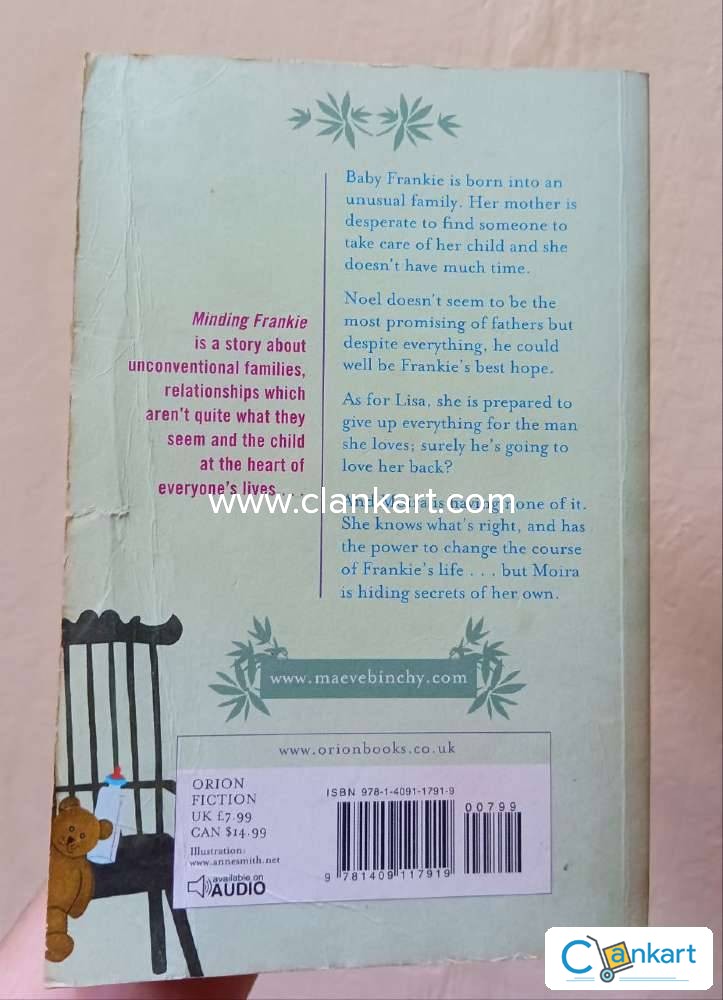 Minding Frankie
is a story about
unconventional families,
relationships which
aren't quite what they
seem and the child
at the heart of
everyone's lives . . .
Baby Frankie is born into an
unusual family. Her mother is
desperate to find someone to
take care of her child and she
doesn't have much time.
Noel doesn't seem to be the
most promising of fathers but
despite everything, he could
well be Frankie's best hope.
As for Lisa, she is prepared to
give up everything for the man
she loves; surely he's going to
love her back?
And Moira is having none of it.
She knows what's right, and has
the power to change the course
of Frankie's life . . . but Moira
is hiding secrets of her own.
www.clankart.com
www.maevebinchy.com
www.orionbooks.co.uk
ORION
FICTION
UK £7.99
CAN $14.99
Illustration:
www.annesmith.net
available on
AUDIO
ISBN 978-1-4091-1791-9
00799
9 781409 117919
Clankart